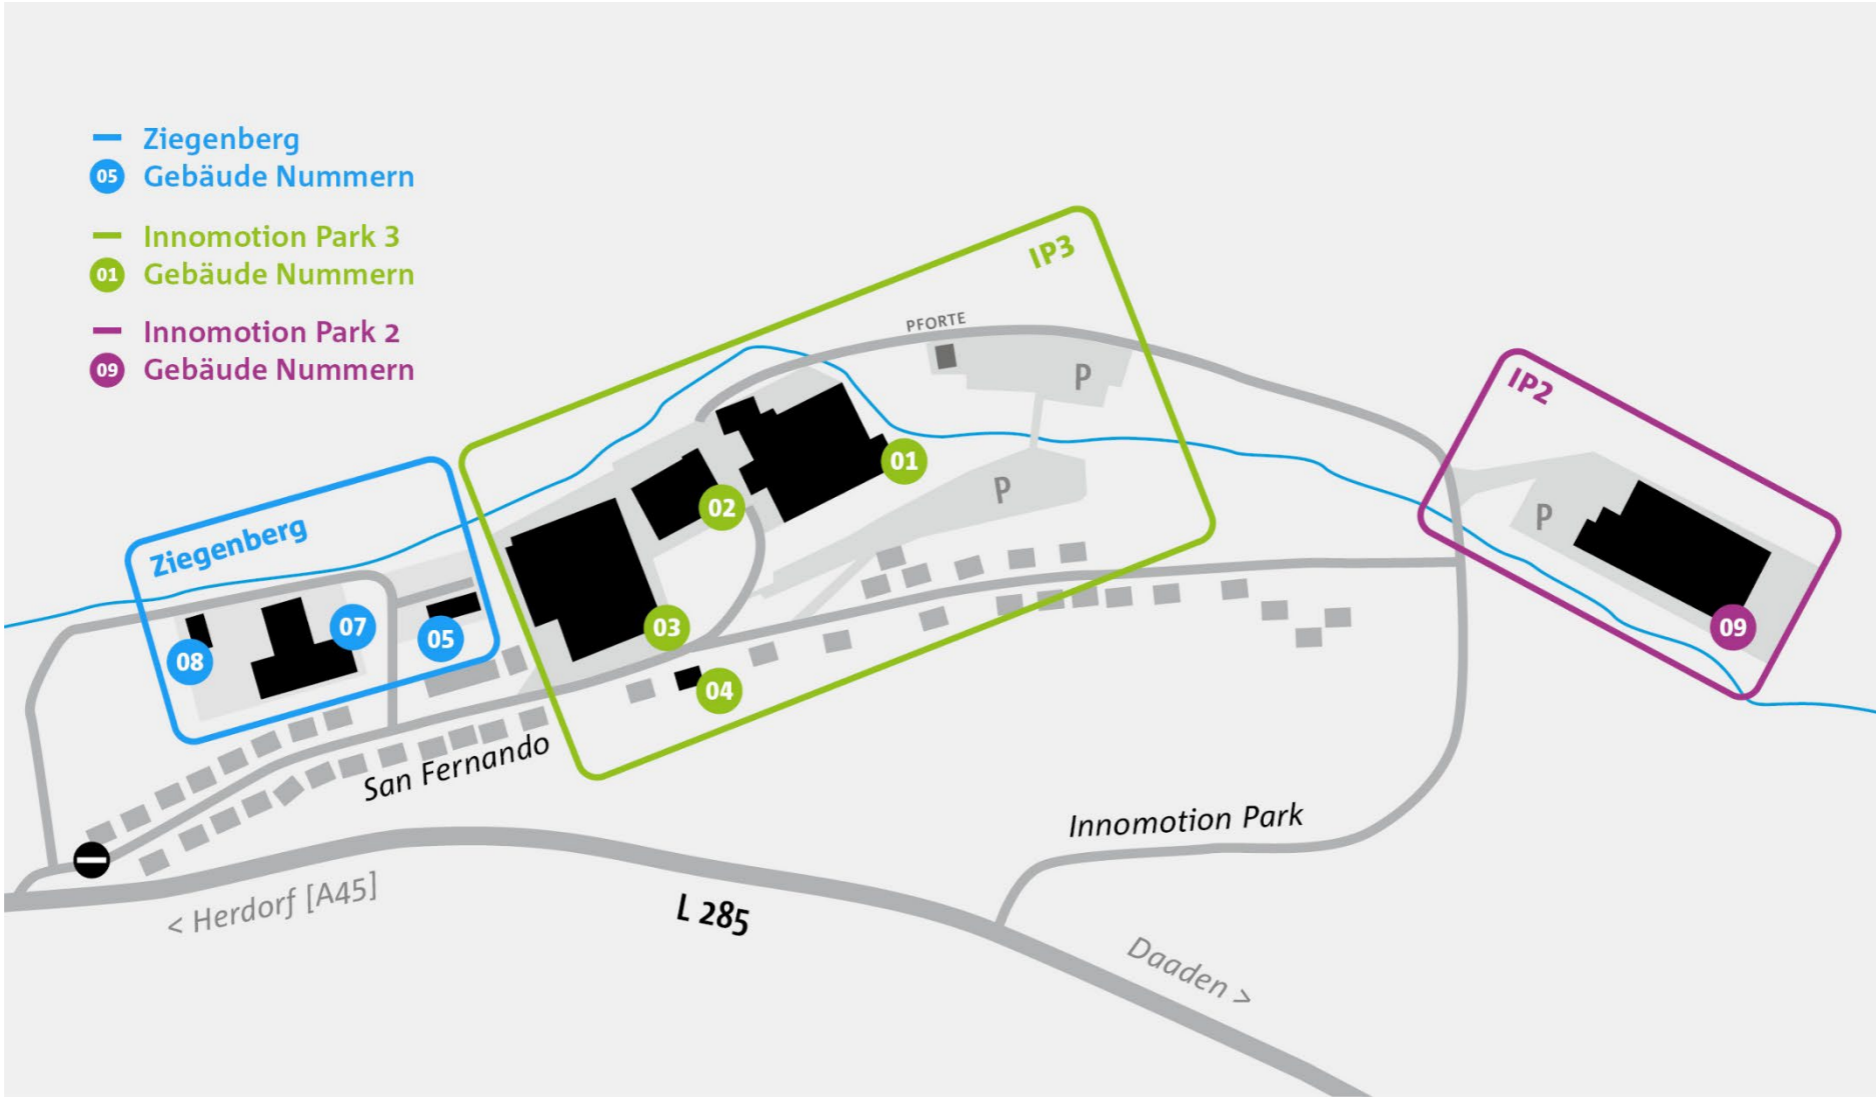 Ziegenberg
05 Gebäude Nummern
Innomotion Park 3
01 Gebäude Nummern
Innomotion Park 2
09 Gebäude Nummern
IP3
PFORTE
P
IP2
01
P
P
02
Ziegenberg
03
07
05
08
09
04
San Fernando
Innomotion Park
< Herdorf [A45]
L 285
Daaden >